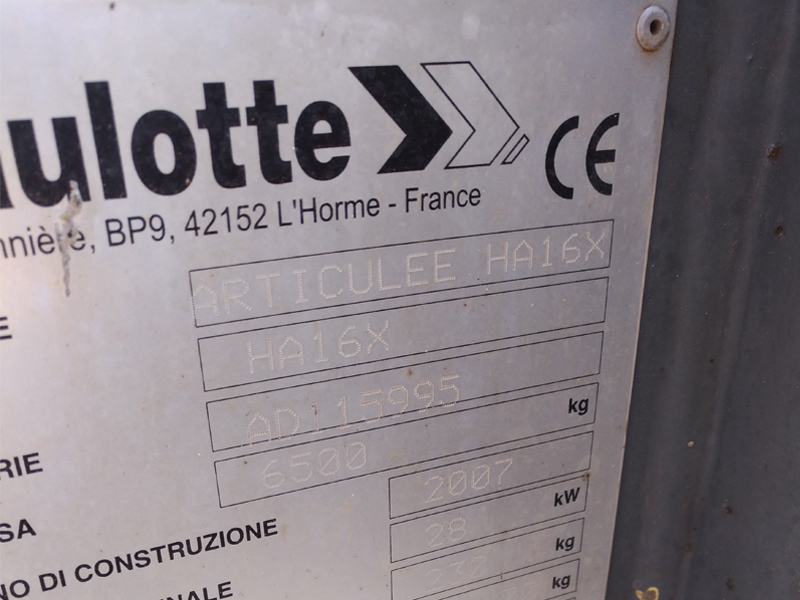 ulotte CE
nnière, BP9, 42152 L'Horme - France
ARTICULEE HA16X
E HA16X
AD115995
RIE 6500 kg
SA 2007
NO DI CONSTRUZIONE 28 kW
NALE 230 kg
kg